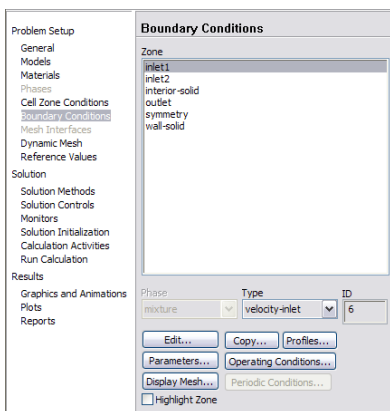 Problem Setup
General
Models
Materials
Phases
Cell Zone Conditions
Boundary Conditions
Mesh Interfaces
Dynamic Mesh
Reference Values
Solution
Solution Methods
Solution Controls
Monitors
Solution Initialization
Calculation Activities
Run Calculation
Results
Graphics and Animations
Plots
Reports
Boundary Conditions
Zone
inlet1
inlet2
interior-solid
outlet
symmetry
wall-solid
Phase Type ID
mixture velocity-inlet 6
Edit... Copy... Profiles...
Parameters... Operating Conditions...
Display Mesh... Periodic Conditions...
Highlight Zone